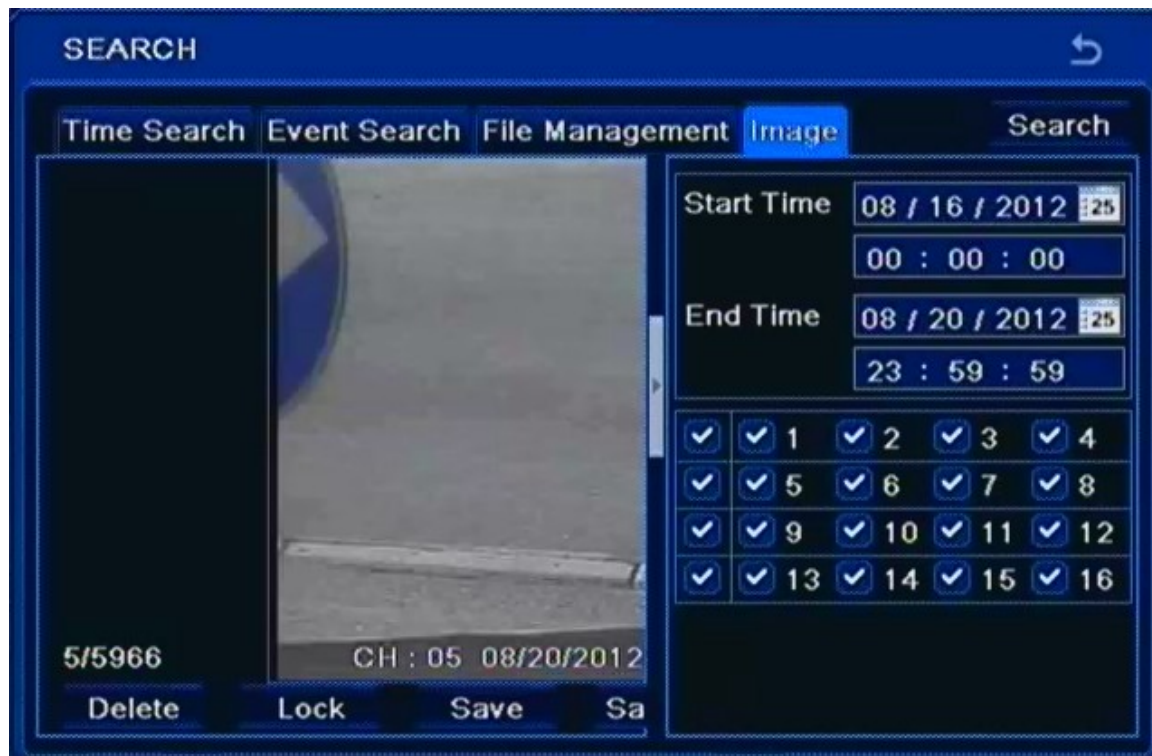 SEARCH
Time Search Event Search File Management Image Search
Start Time 08 / 16 / 2012 25
00 : 00 : 00
End Time 08 / 20 / 2012 25
23 : 59 : 59
1 2 3 4
5 6 7 8
9 10 11 12
13 14 15 16
5/5966 CH : 05 08/20/2012
Delete Lock Save Sa